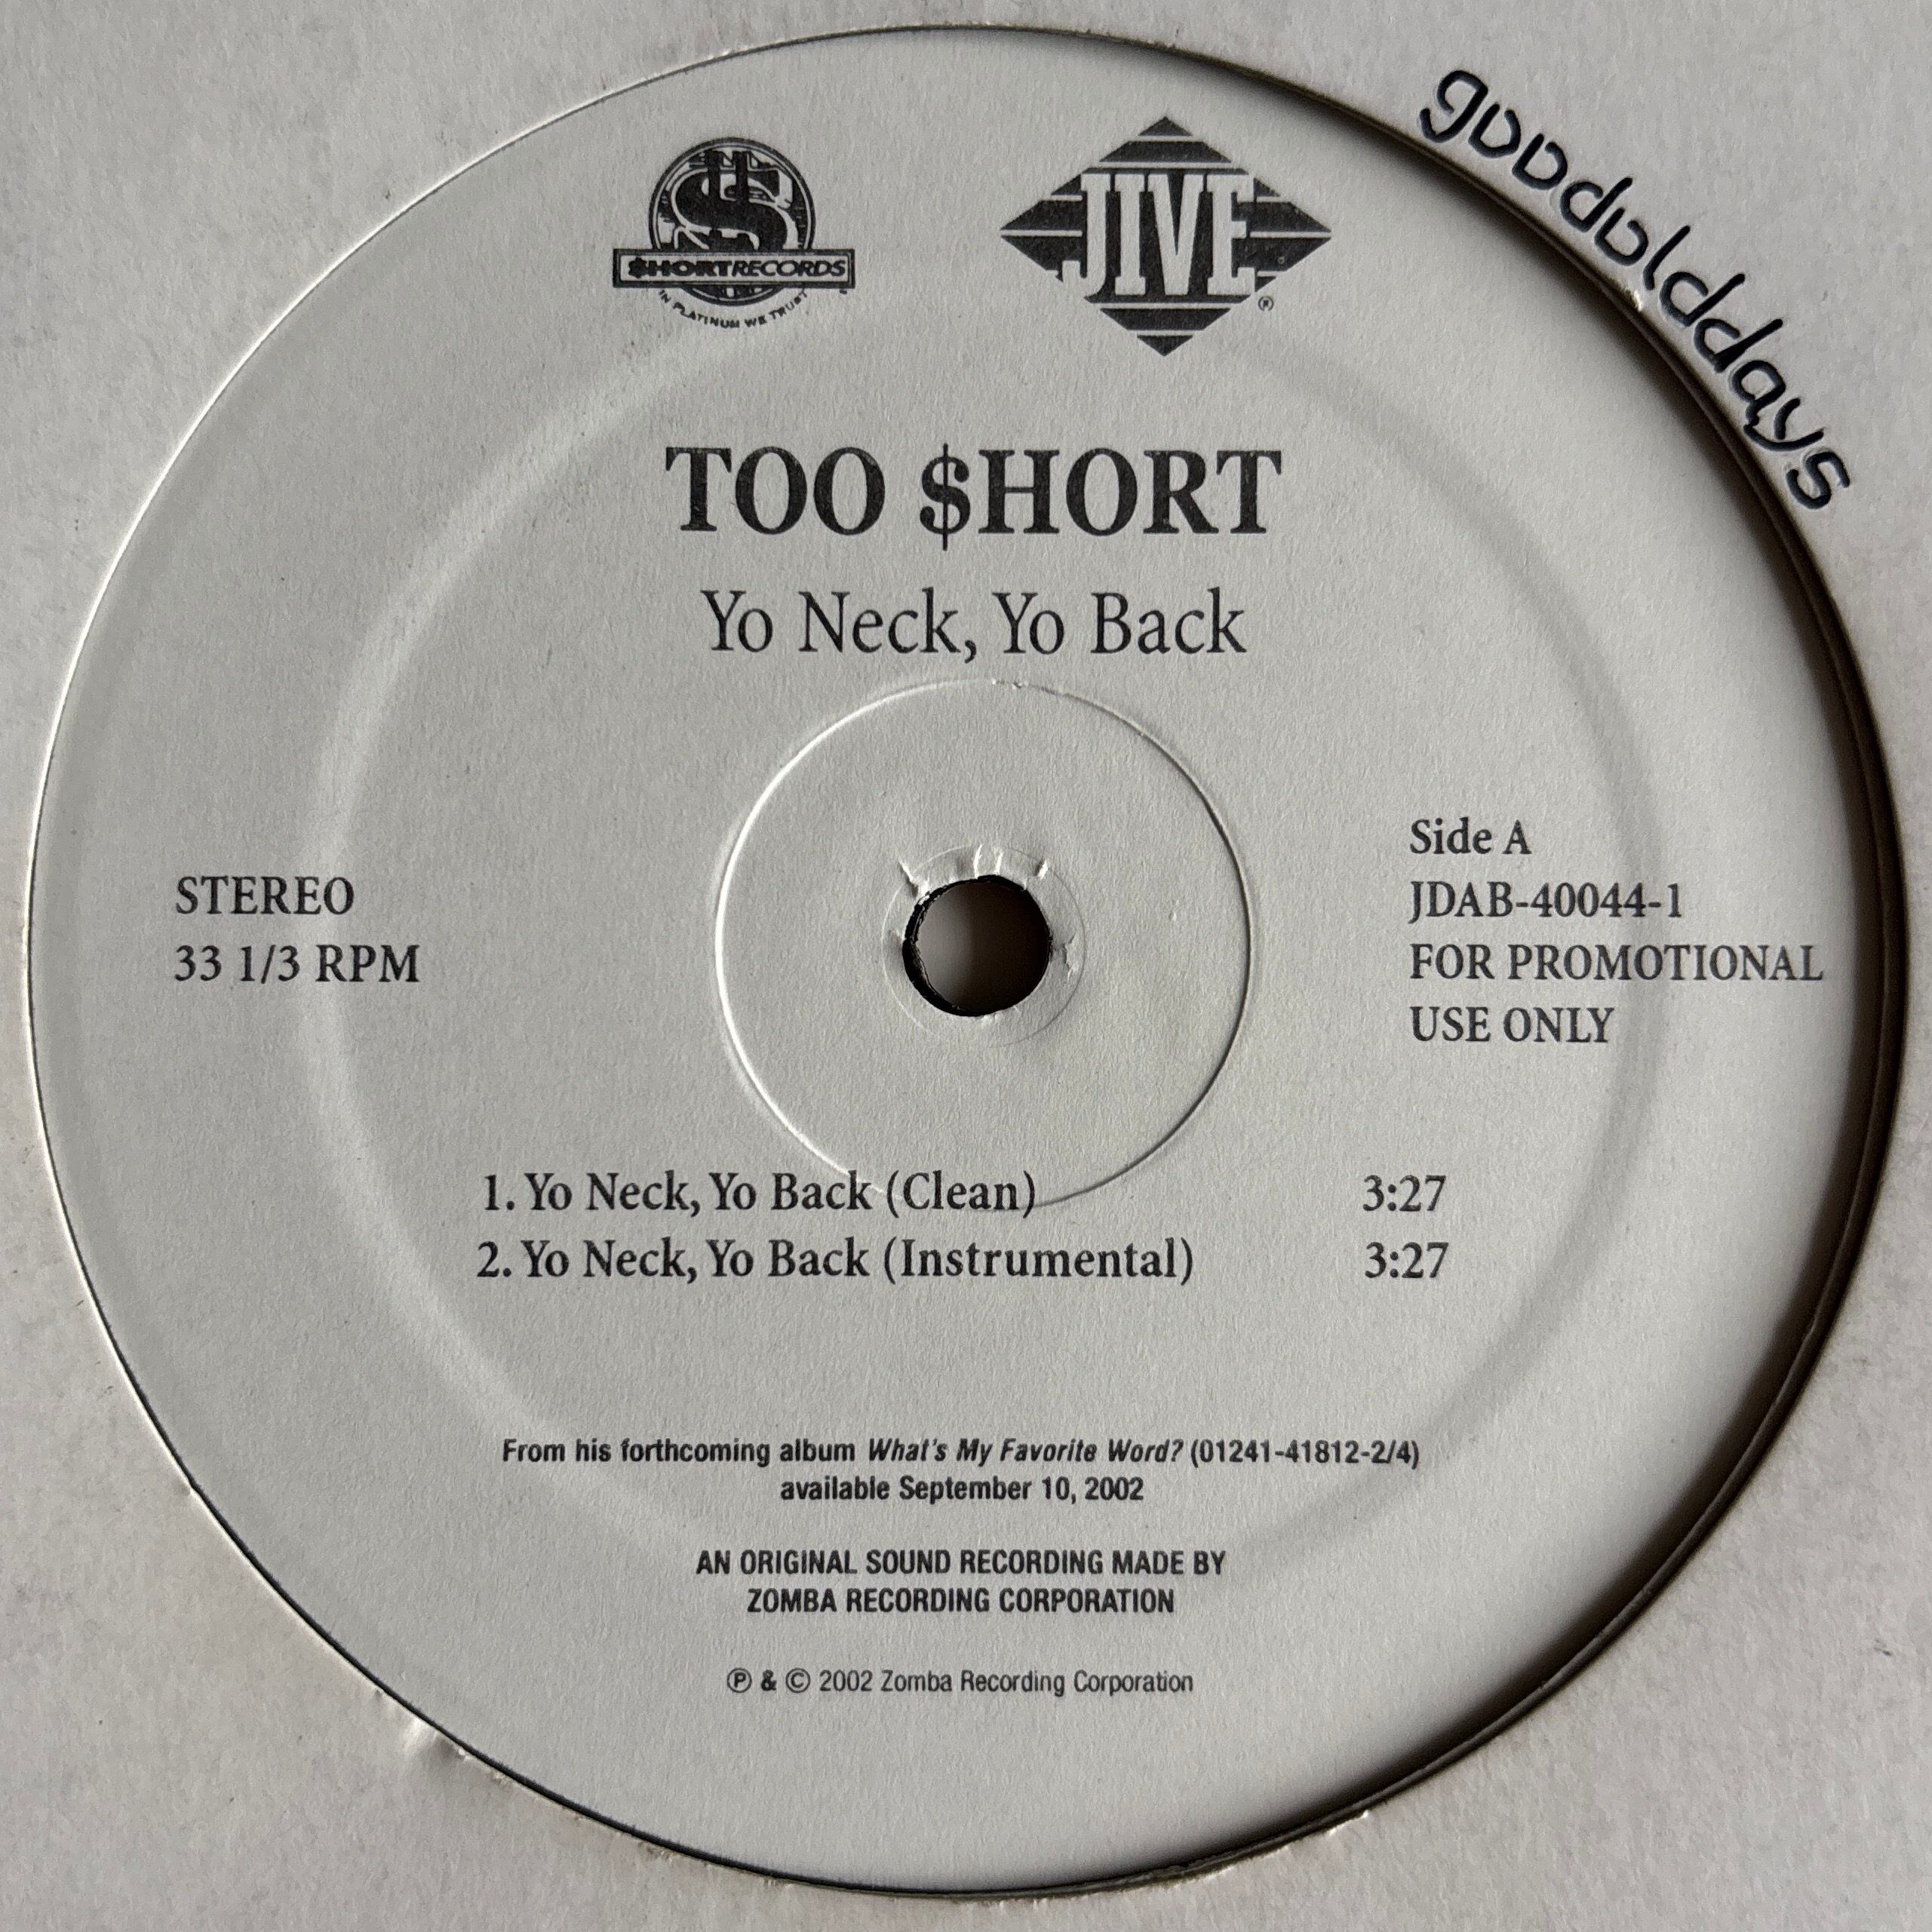 goodolddays
$HORTRECORDS
IN PLATINUM WE TRUST
JIVE
®
TOO $HORT
Yo Neck, Yo Back
STEREO
33 1/3 RPM
Side A
JDAB-40044-1
FOR PROMOTIONAL
USE ONLY
1. Yo Neck, Yo Back (Clean) 3:27
2. Yo Neck, Yo Back (Instrumental) 3:27
From his forthcoming album What's My Favorite Word? (01241-41812-2/4)
available September 10, 2002
AN ORIGINAL SOUND RECORDING MADE BY
ZOMBA RECORDING CORPORATION
℗ & © 2002 Zomba Recording Corporation